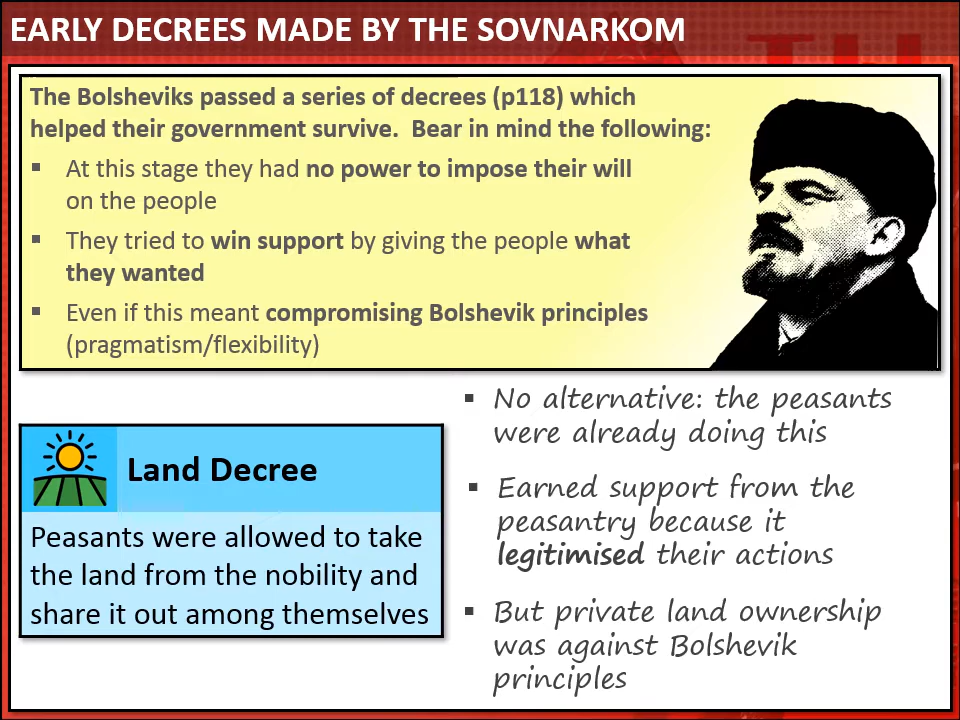 EARLY DECREES MADE BY THE SOVNARKOM
The Bolsheviks passed a series of decrees (p118) which
helped their government survive. Bear in mind the following:
▪ At this stage they had no power to impose their will
on the people
▪ They tried to win support by giving the people what
they wanted
▪ Even if this meant compromising Bolshevik principles
(pragmatism/flexibility)
Land Decree
Peasants were allowed to take
the land from the nobility and
share it out among themselves
▪ No alternative: the peasants
were already doing this
▪ Earned support from the
peasantry because it
legitimised their actions
▪ But private land ownership
was against Bolshevik
principles